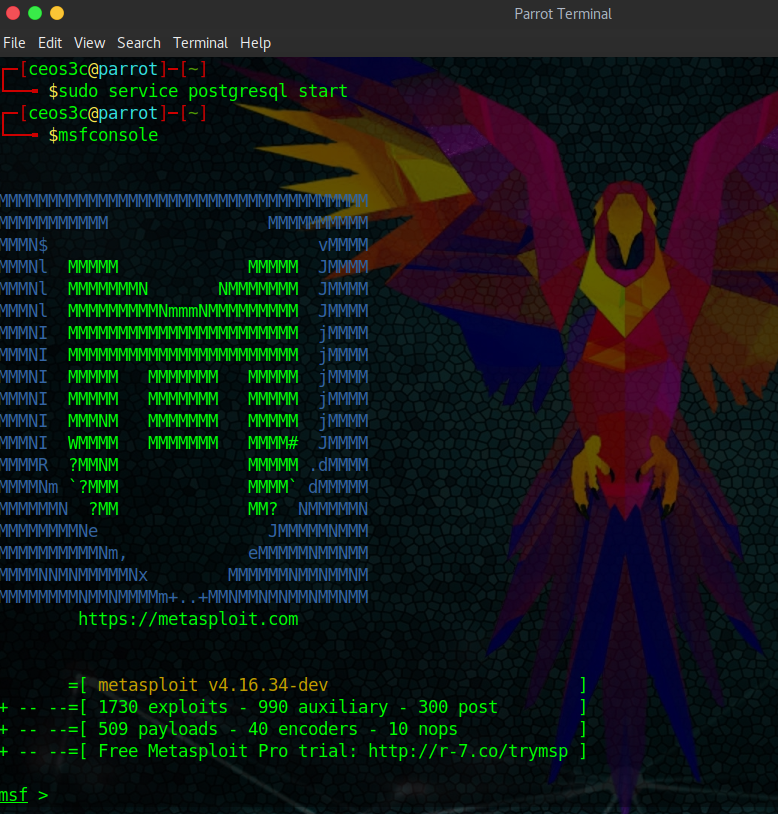 Parrot Terminal
File Edit View Search Terminal Help
┌─[ceos3c@parrot]─[~]
└──╼ $sudo service postgresql start
┌─[ceos3c@parrot]─[~]
└──╼ $msfconsole
MMMMMMMMMMMMMMMMMMMMMMMMMMMMMMMMMMMMM
MMMMMMMMMMM                MMMMMMMMMM
MMMN$                           vMMMM
MMMNl  MMMMM             MMMMM  JMMMM
MMMNl  MMMMMMMN       NMMMMMMM  JMMMM
MMMNl  MMMMMMMMMNmmmNMMMMMMMMM  JMMMM
MMMNI  MMMMMMMMMMMMMMMMMMMMMMM  jMMMM
MMMNI  MMMMMMMMMMMMMMMMMMMMMMM  jMMMM
MMMNI  MMMMM   MMMMMMM   MMMMM  jMMMM
MMMNI  MMMMM   MMMMMMM   MMMMM  jMMMM
MMMNI  MMMNM   MMMMMMM   MMMMM  jMMMM
MMMNI  WMMMM   MMMMMMM   MMMM#  JMMMM
MMMMR  ?MMNM             MMMMM .dMMMM
MMMMNm `?MMM             MMMM` dMMMMM
MMMMMMN  ?MM             MM?  NMMMMMN
MMMMMMMMNe                 JMMMMMNMMM
MMMMMMMMMMNm,            eMMMMMNMMNMM
MMMMNNMNMMMMMNx        MMMMMMNMMNMMNM
MMMMMMMMNMMNMMMMm+..+MMNMMNMNMMNMMNMM
https://metasploit.com
=[ metasploit v4.16.34-dev ]
+ -- --=[ 1730 exploits - 990 auxiliary - 300 post ]
+ -- --=[ 509 payloads - 40 encoders - 10 nops ]
+ -- --=[ Free Metasploit Pro trial: http://r-7.co/trymsp ]
msf >